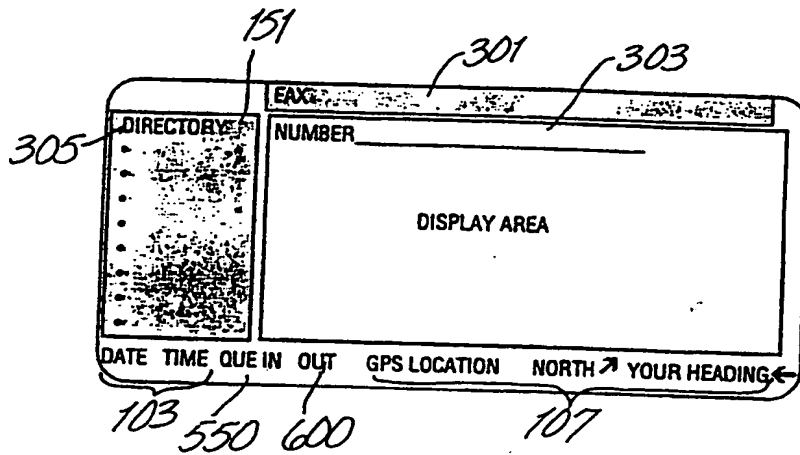 151
301
303
EAX
305
DIRECTORY
NUMBER
DISPLAY AREA
DATE TIME QUE IN OUT GPS LOCATION NORTH YOUR HEADING
103
550
600
107